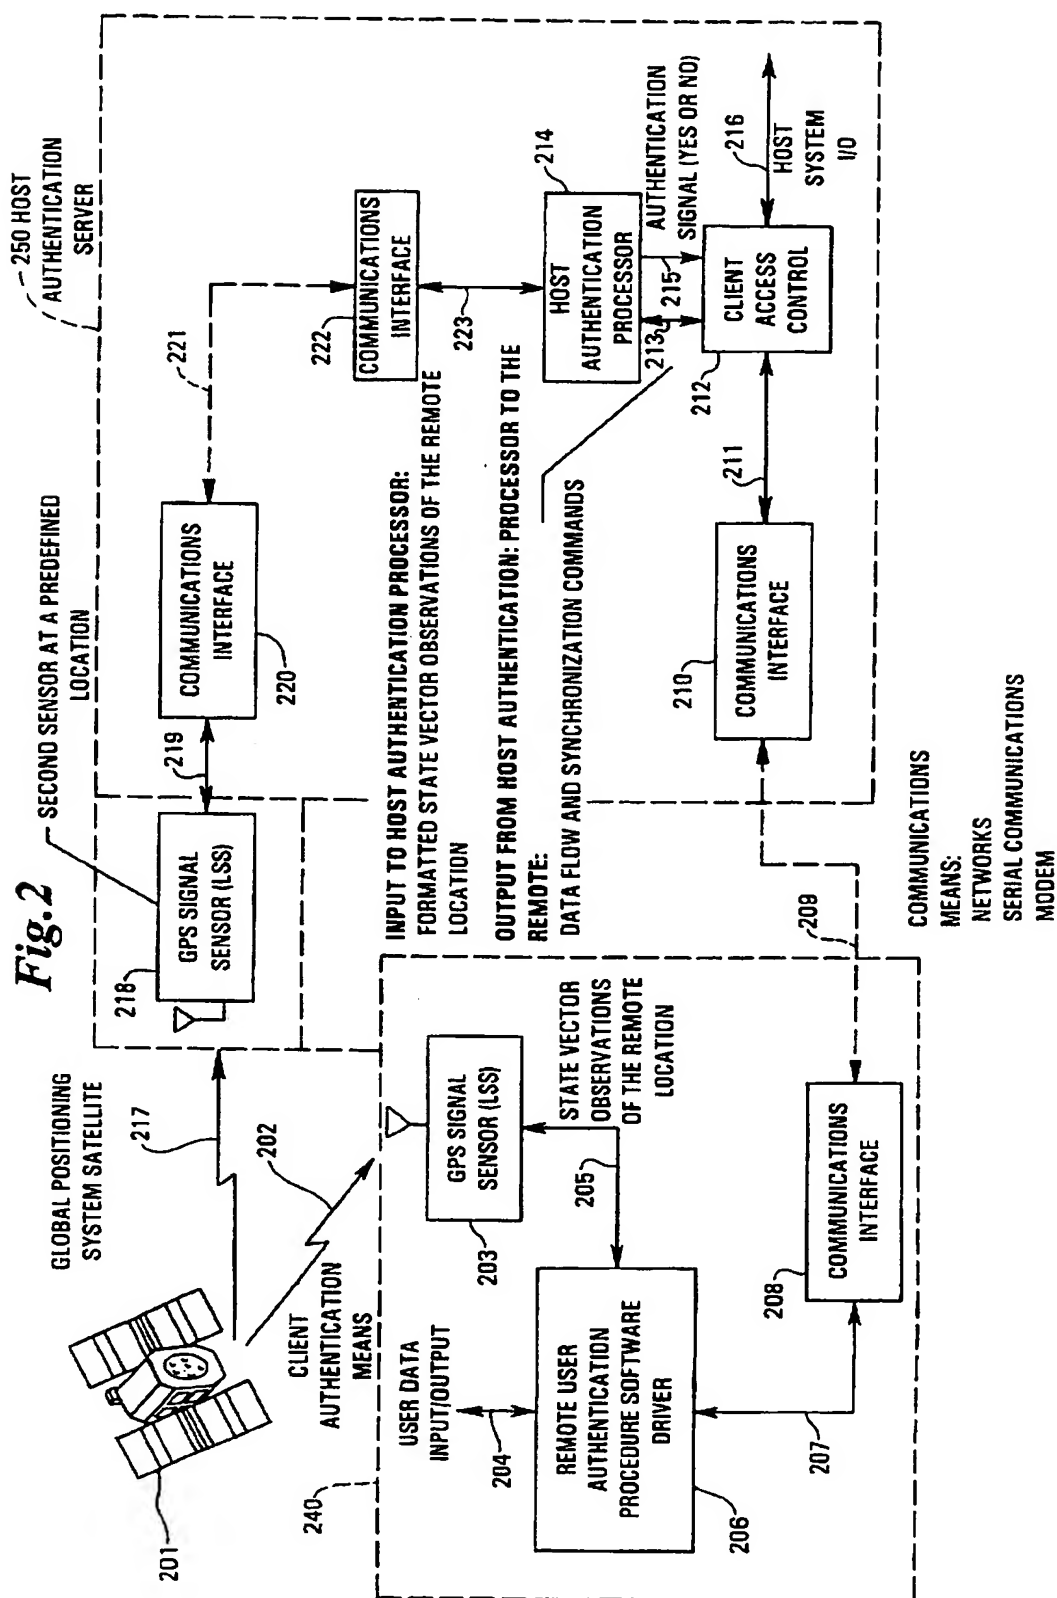 Fig.2
GLOBAL POSITIONING
SYSTEM SATELLITE
201
217
202
CLIENT
AUTHENTICATION
MEANS
240
USER DATA
INPUT/OUTPUT
204
REMOTE USER
AUTHENTICATION
PROCEDURE SOFTWARE
DRIVER
206
GPS SIGNAL
SENSOR (LSS)
203
205
STATE VECTOR
OBSERVATIONS
OF THE REMOTE
LOCATION
207
COMMUNICATIONS
INTERFACE
208
209
COMMUNICATIONS
MEANS:
NETWORKS
SERIAL COMMUNICATIONS
MODEM
SECOND SENSOR AT A PREDEFINED
LOCATION
GPS SIGNAL
SENSOR (LSS)
218
219
COMMUNICATIONS
INTERFACE
220
221
250 HOST
AUTHENTICATION
SERVER
COMMUNICATIONS
INTERFACE
222
223
INPUT TO HOST AUTHENTICATION PROCESSOR:
FORMATTED STATE VECTOR OBSERVATIONS OF THE REMOTE
LOCATION
OUTPUT FROM HOST AUTHENTICATION: PROCESSOR TO THE
REMOTE:
DATA FLOW AND SYNCHRONIZATION COMMANDS
HOST
AUTHENTICATION
PROCESSOR
214
AUTHENTICATION
SIGNAL (YES OR NO)
213
215
CLIENT
ACCESS
CONTROL
212
216
HOST
SYSTEM
I/O
211
COMMUNICATIONS
INTERFACE
210